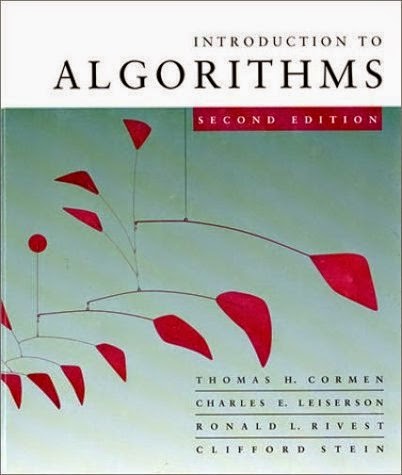 INTRODUCTION TO
ALGORITHMS
SECOND EDITION
THOMAS H. CORMEN
CHARLES E. LEISERSON
RONALD L. RIVEST
CLIFFORD STEIN